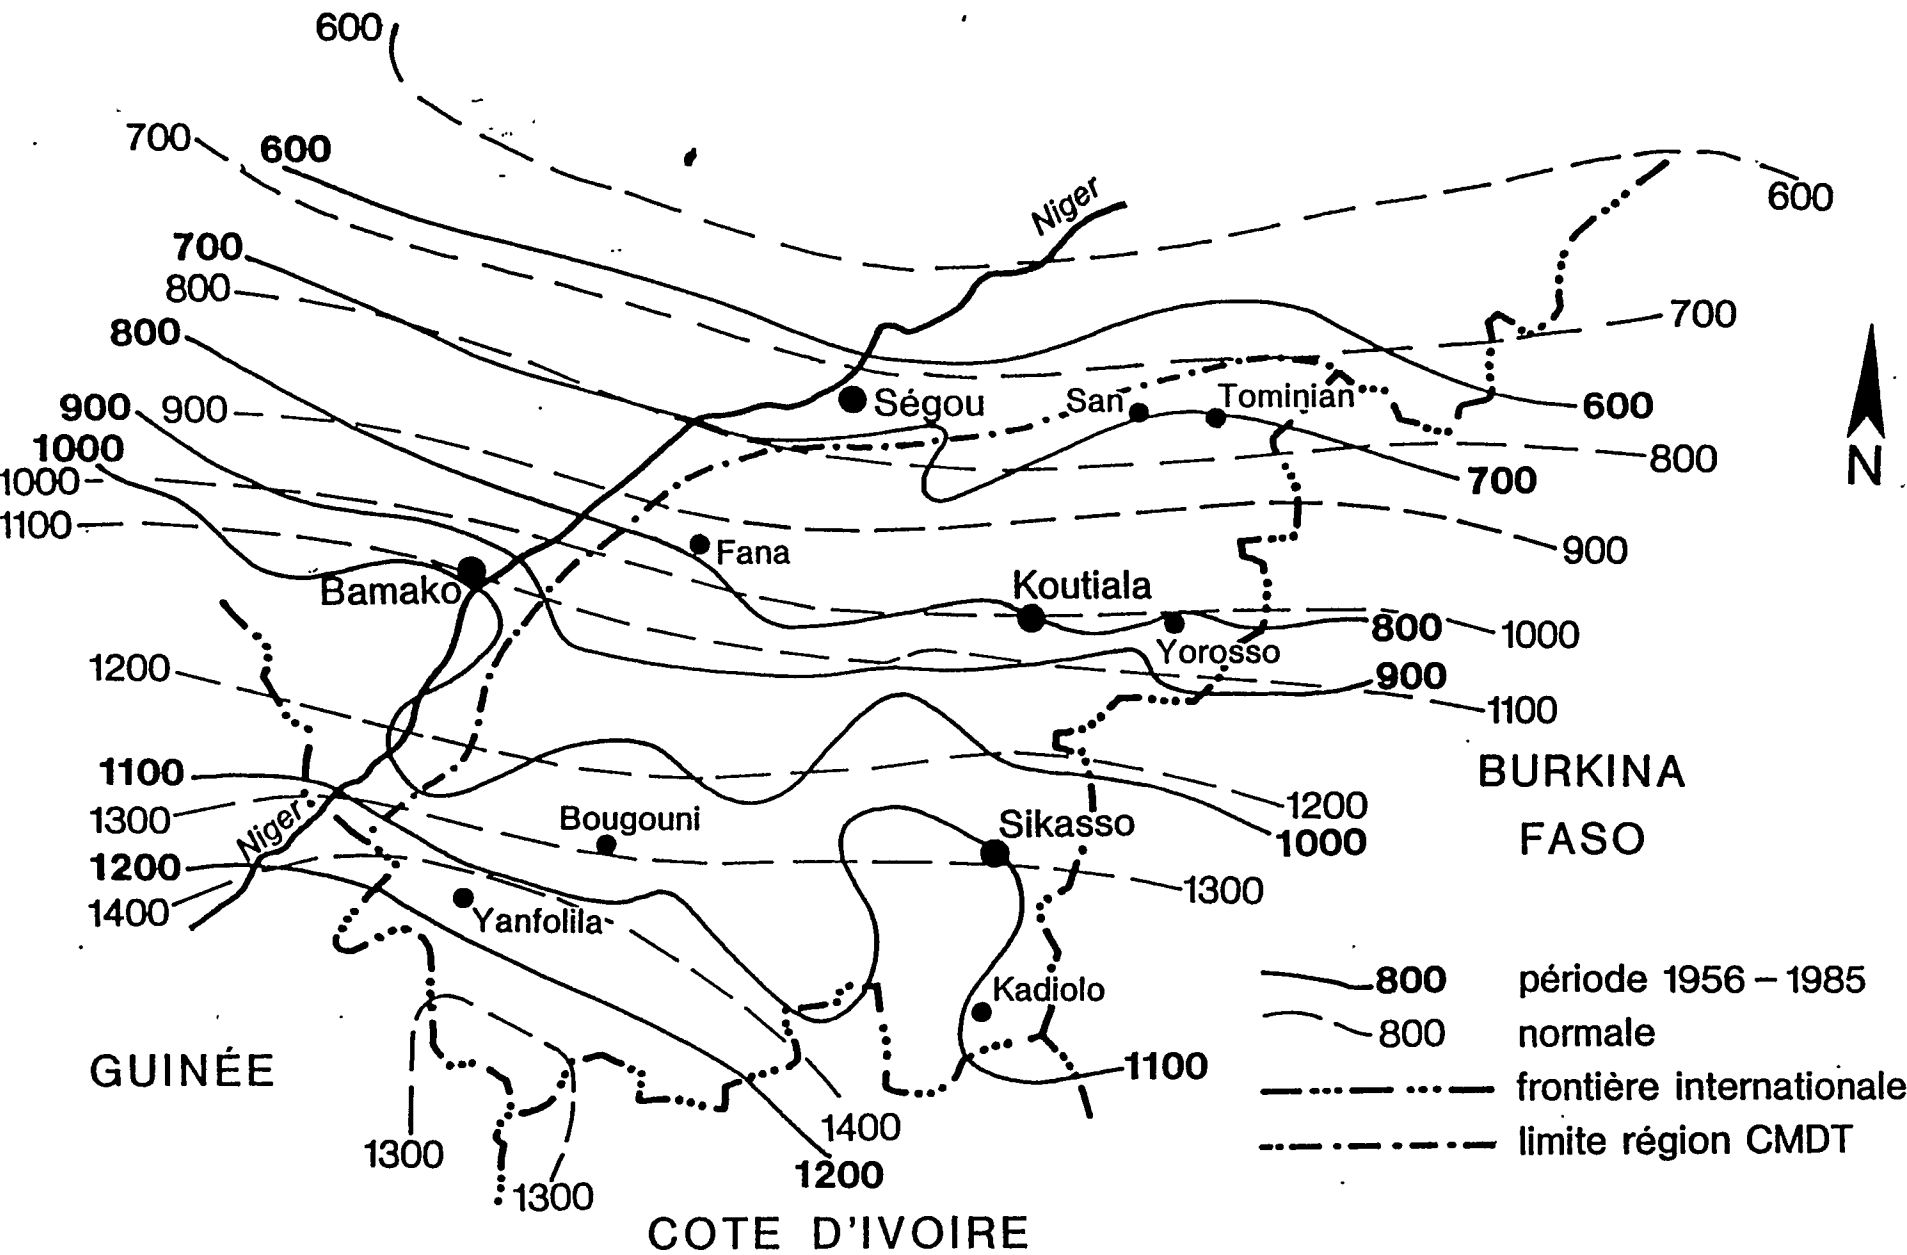 600
700
600
Niger
600
700
800
800
700
900
900
1000
1000
1100
Ségou
San
Tominian
600
800
700
900
Fana
Bamako
Koutiala
Yorosso
800
1000
900
1100
1200
1100
1300
Niger
1200
1400
Bougouni
Yanfolila
Sikasso
1200
1000
1300
Kadiolo
1100
1400
1200
1300
1300
BURKINA
FASO
GUINÉE
COTE D'IVOIRE
N
800 période 1956 – 1985
800 normale
frontière internationale
limite région CMDT